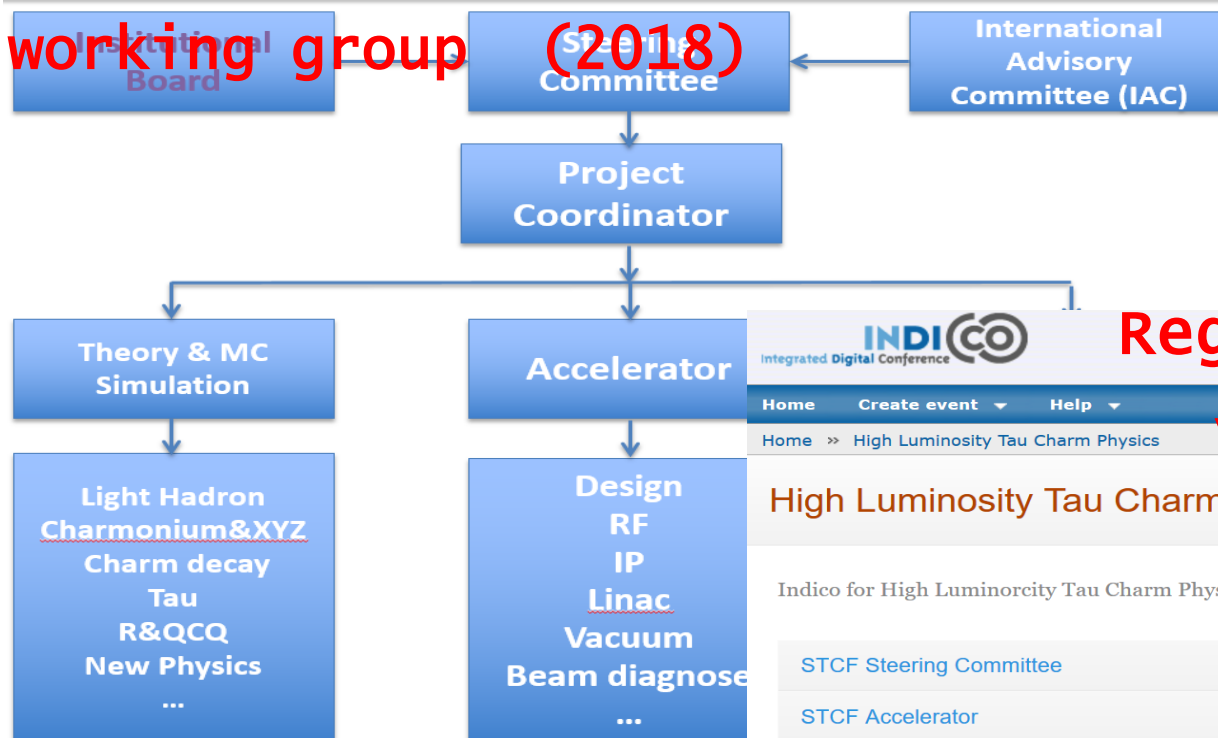 working group (2018)
Institutional
Board
Steering
Committee
International
Advisory
Committee (IAC)
Project
Coordinator
Theory & MC
Simulation
Accelerator
Light Hadron
Charmonium&XYZ
Charm decay
Tau
R&QCQ
New Physics
...
Design
RF
IP
Linac
Vacuum
Beam diagnose
...
INDICO
Integrated Digital Conference
Reg
Home Create event Help
Home » High Luminosity Tau Charm Physics
High Luminosity Tau Charm
Indico for High Luminorcity Tau Charm Phys
STCF Steering Committee
STCF Accelerator